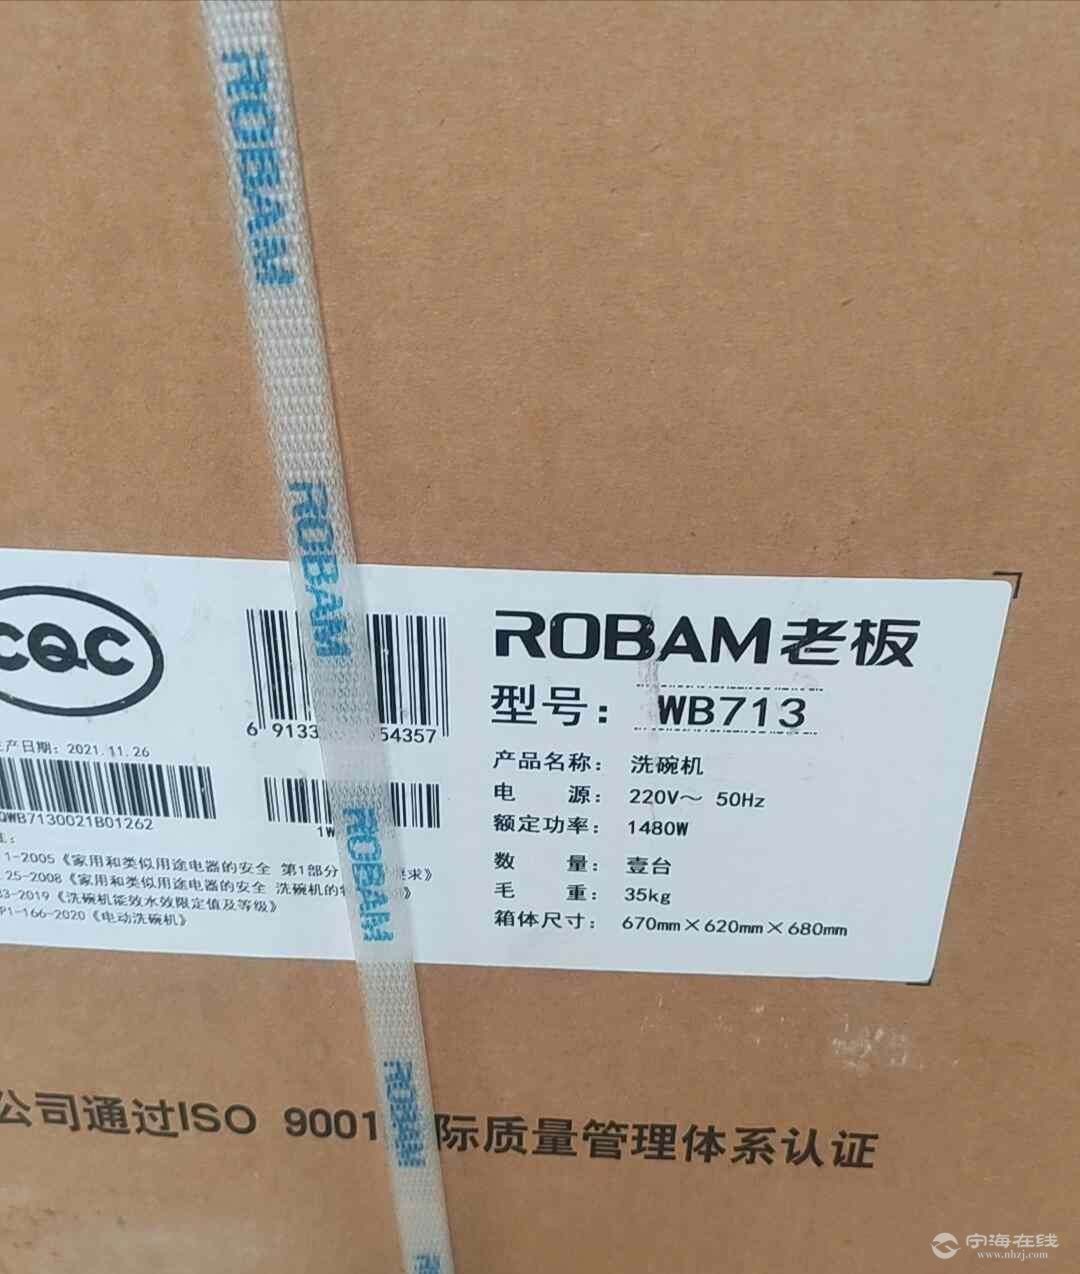 ROBAM
ROBAM
CQC
6 9133 54357
ROBAM老板
型号： WB713
生产日期：2021.11.26
QWB7130021B01262
产品名称： 洗碗机
电 源： 220V～ 50Hz
额定功率： 1480W
数 量： 壹台
毛 重： 35kg
箱体尺寸： 670mm×620mm×680mm
1W
ROBAM
1-2005《家用和类似用途电器的安全 第1部分 要求》
.25-2008《家用和类似用途电器的安全 洗碗机的特 》
83-2019《洗碗机能效水效限定值及等级》
P1-166-2020《电动洗碗机》
ROBAM
公司通过ISO 9001 际质量管理体系认证
宁海在线
www.nhzj.com